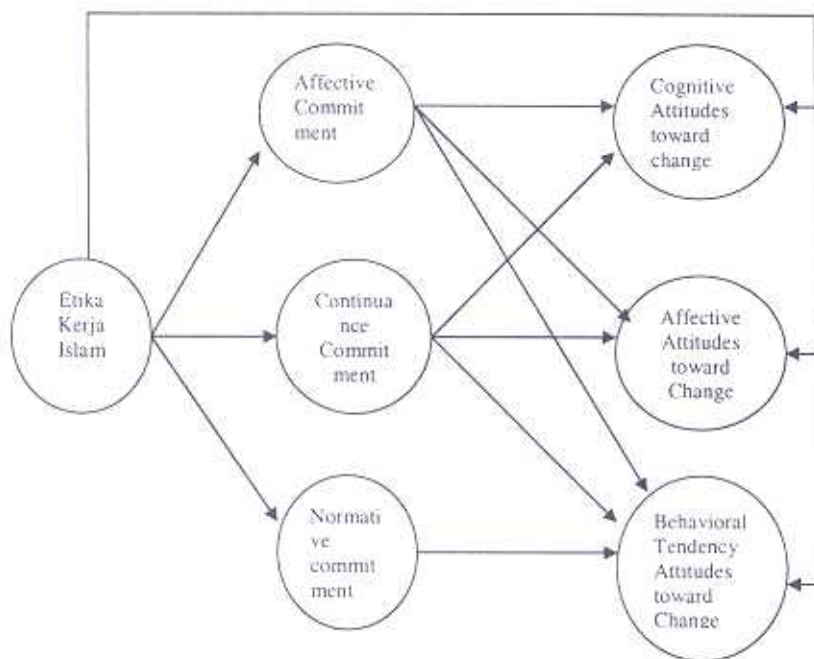 Etika
Kerja
Islam
Affective
Commit
ment
Continua
nce
Commit
ment
Normati
ve
commit
ment
Cognitive
Attitudes
toward
change
Affective
Attitudes
toward
Change
Behavioral
Tendency
Attitudes
toward
Change